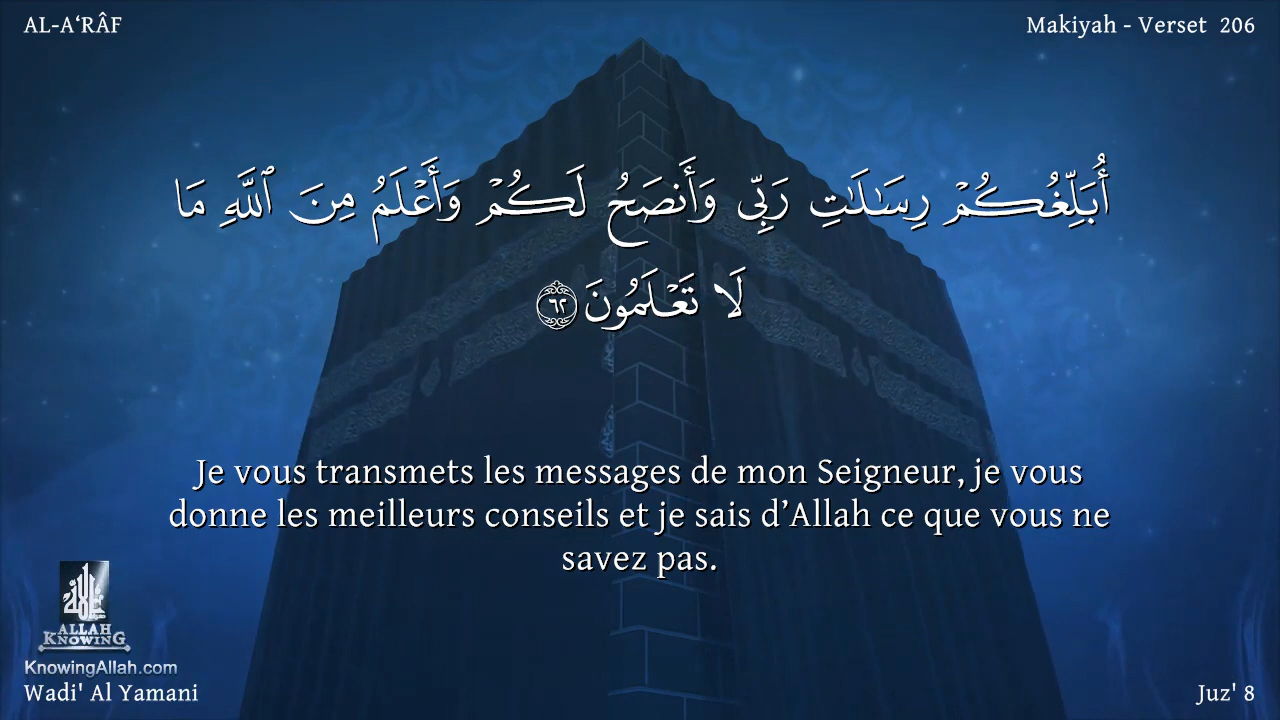 AL-A‘RÂF
Makiyah - Verset 206
أُبَلِّغُكُمْ رِسَـٰلَـٰتِ رَبِّى وَأَنصَحُ لَكُمْ وَأَعْلَمُ مِنَ ٱللَّهِ مَا
لَا تَعْلَمُونَ ٦٢
Je vous transmets les messages de mon Seigneur, je vous
donne les meilleurs conseils et je sais d’Allah ce que vous ne
savez pas.
ALLAH
KNOWING
KnowingAllah.com
Wadi' Al Yamani
Juz' 8